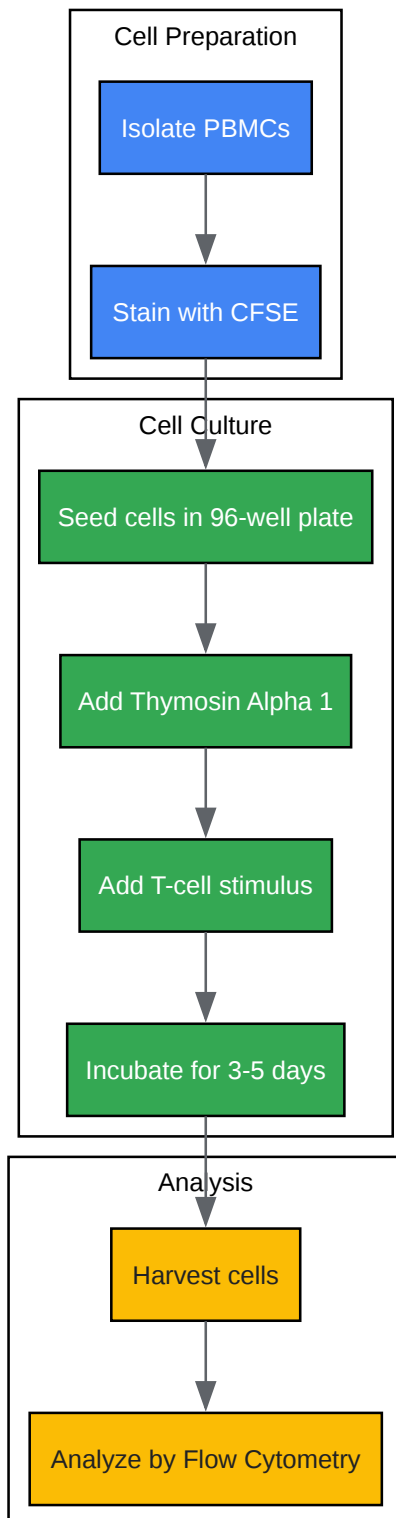 Cell Preparation
Isolate PBMCs
Stain with CFSE
Cell Culture
Seed cells in 96-well plate
Add Thymosin Alpha 1
Add T-cell stimulus
Incubate for 3-5 days
Analysis
Harvest cells
Analyze by Flow Cytometry